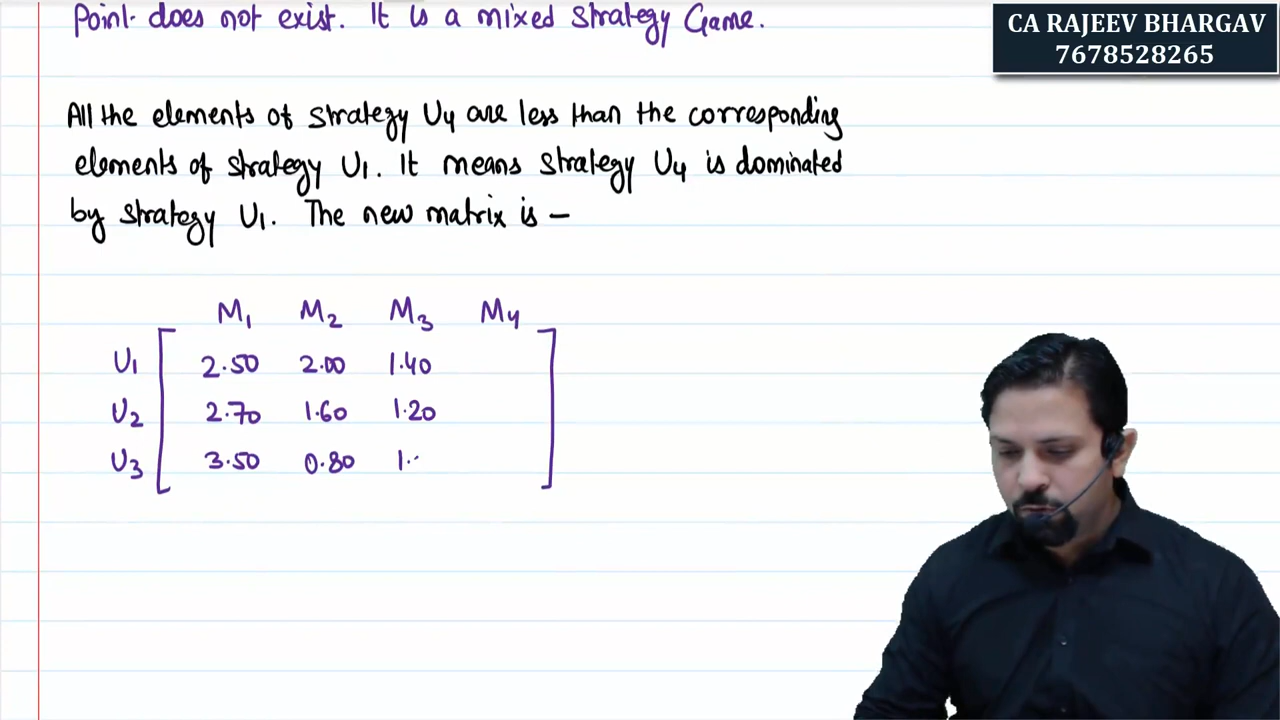 Point does not exist. It is a mixed strategy Game.
CA RAJEEV BHARGAV
7678528265
All the elements of strategy U4 are less than the corresponding
elements of strategy U1. It means strategy U4 is dominated
by strategy U1. The new matrix is –
M1 M2 M3 M4
U1 2.50 2.00 1.40
U2 2.70 1.60 1.20
U3 3.50 0.80 1.